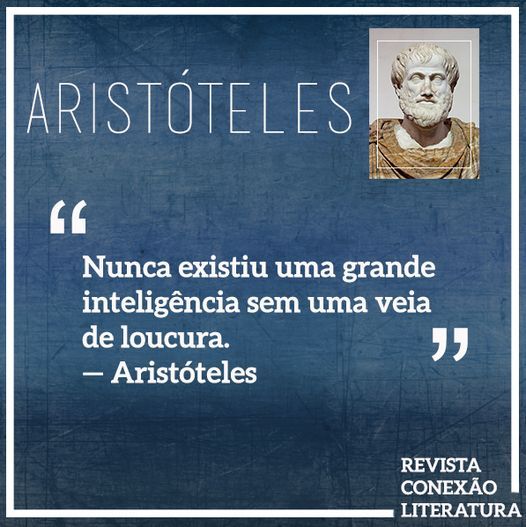 ARISTÓTELES
“
Nunca existiu uma grande
inteligência sem uma veia
de loucura.
— Aristóteles
”
REVISTA
CONEXÃO
LITERATURA